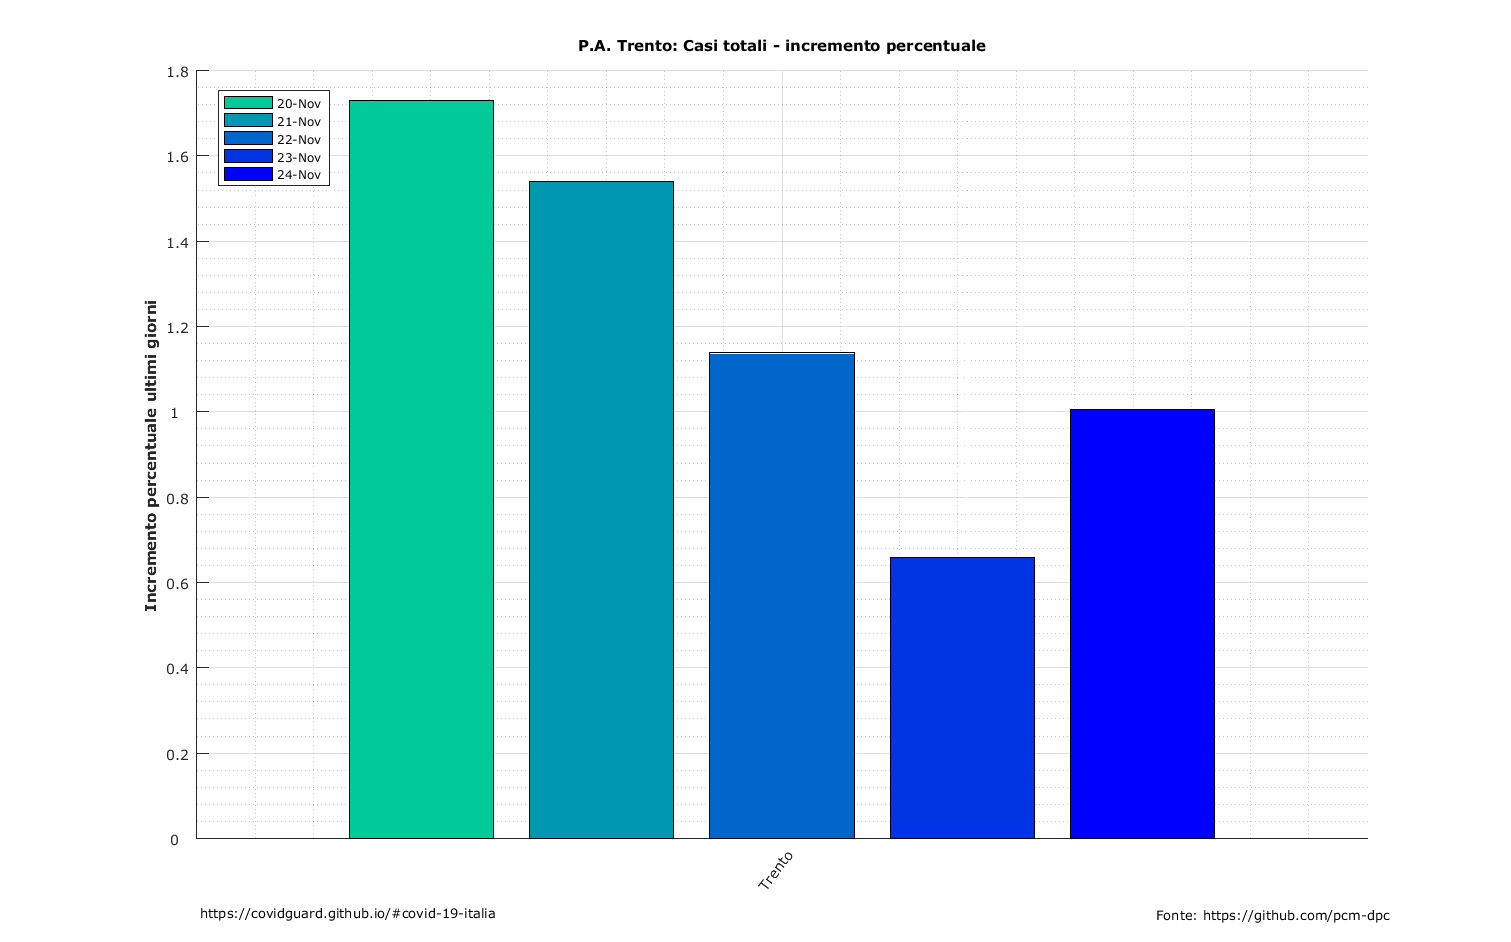 P.A. Trento: Casi totali - incremento percentuale
1.8
1.6
1.4
1.2
1
0.8
0.6
0.4
0.2
0
Incremento percentuale ultimi giorni
20-Nov
21-Nov
22-Nov
23-Nov
24-Nov
Trento
https://covidguard.github.io/#covid-19-italia
Fonte: https://github.com/pcm-dpc